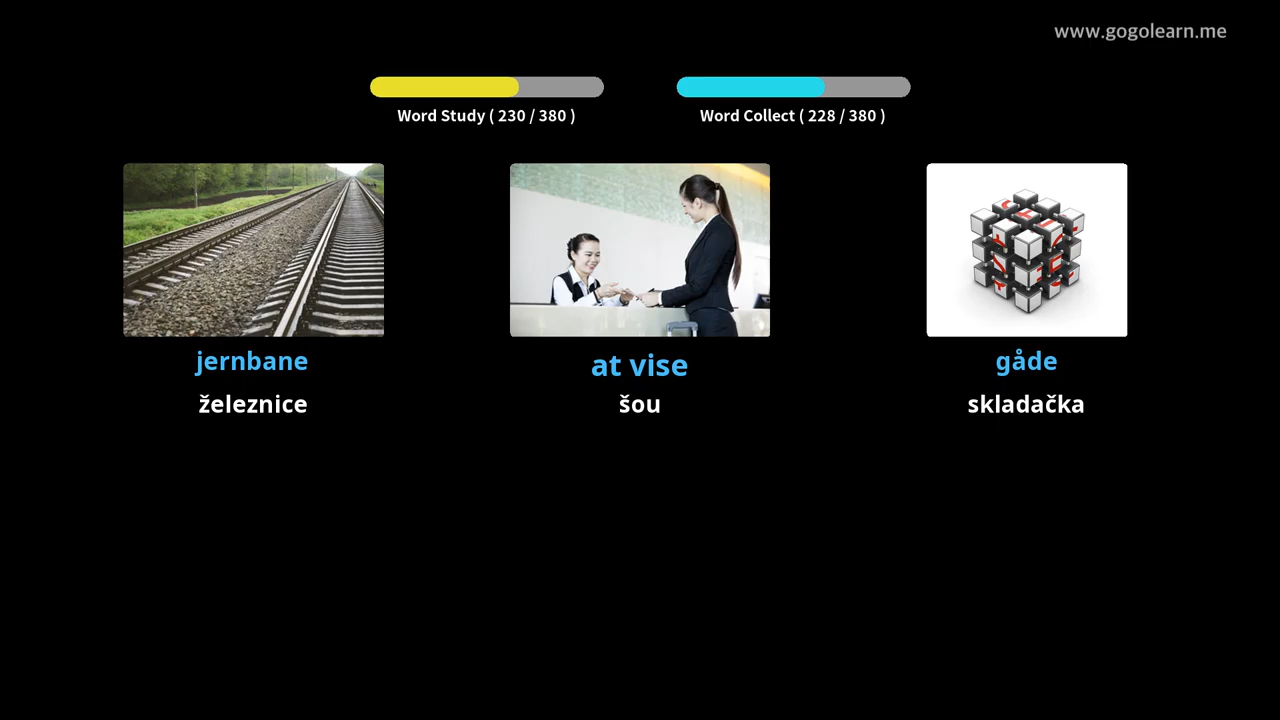 www.gogolearn.me
Word Study ( 230 / 380 )
Word Collect ( 228 / 380 )
jernbane
at vise
gåde
železnice
šou
skladačka